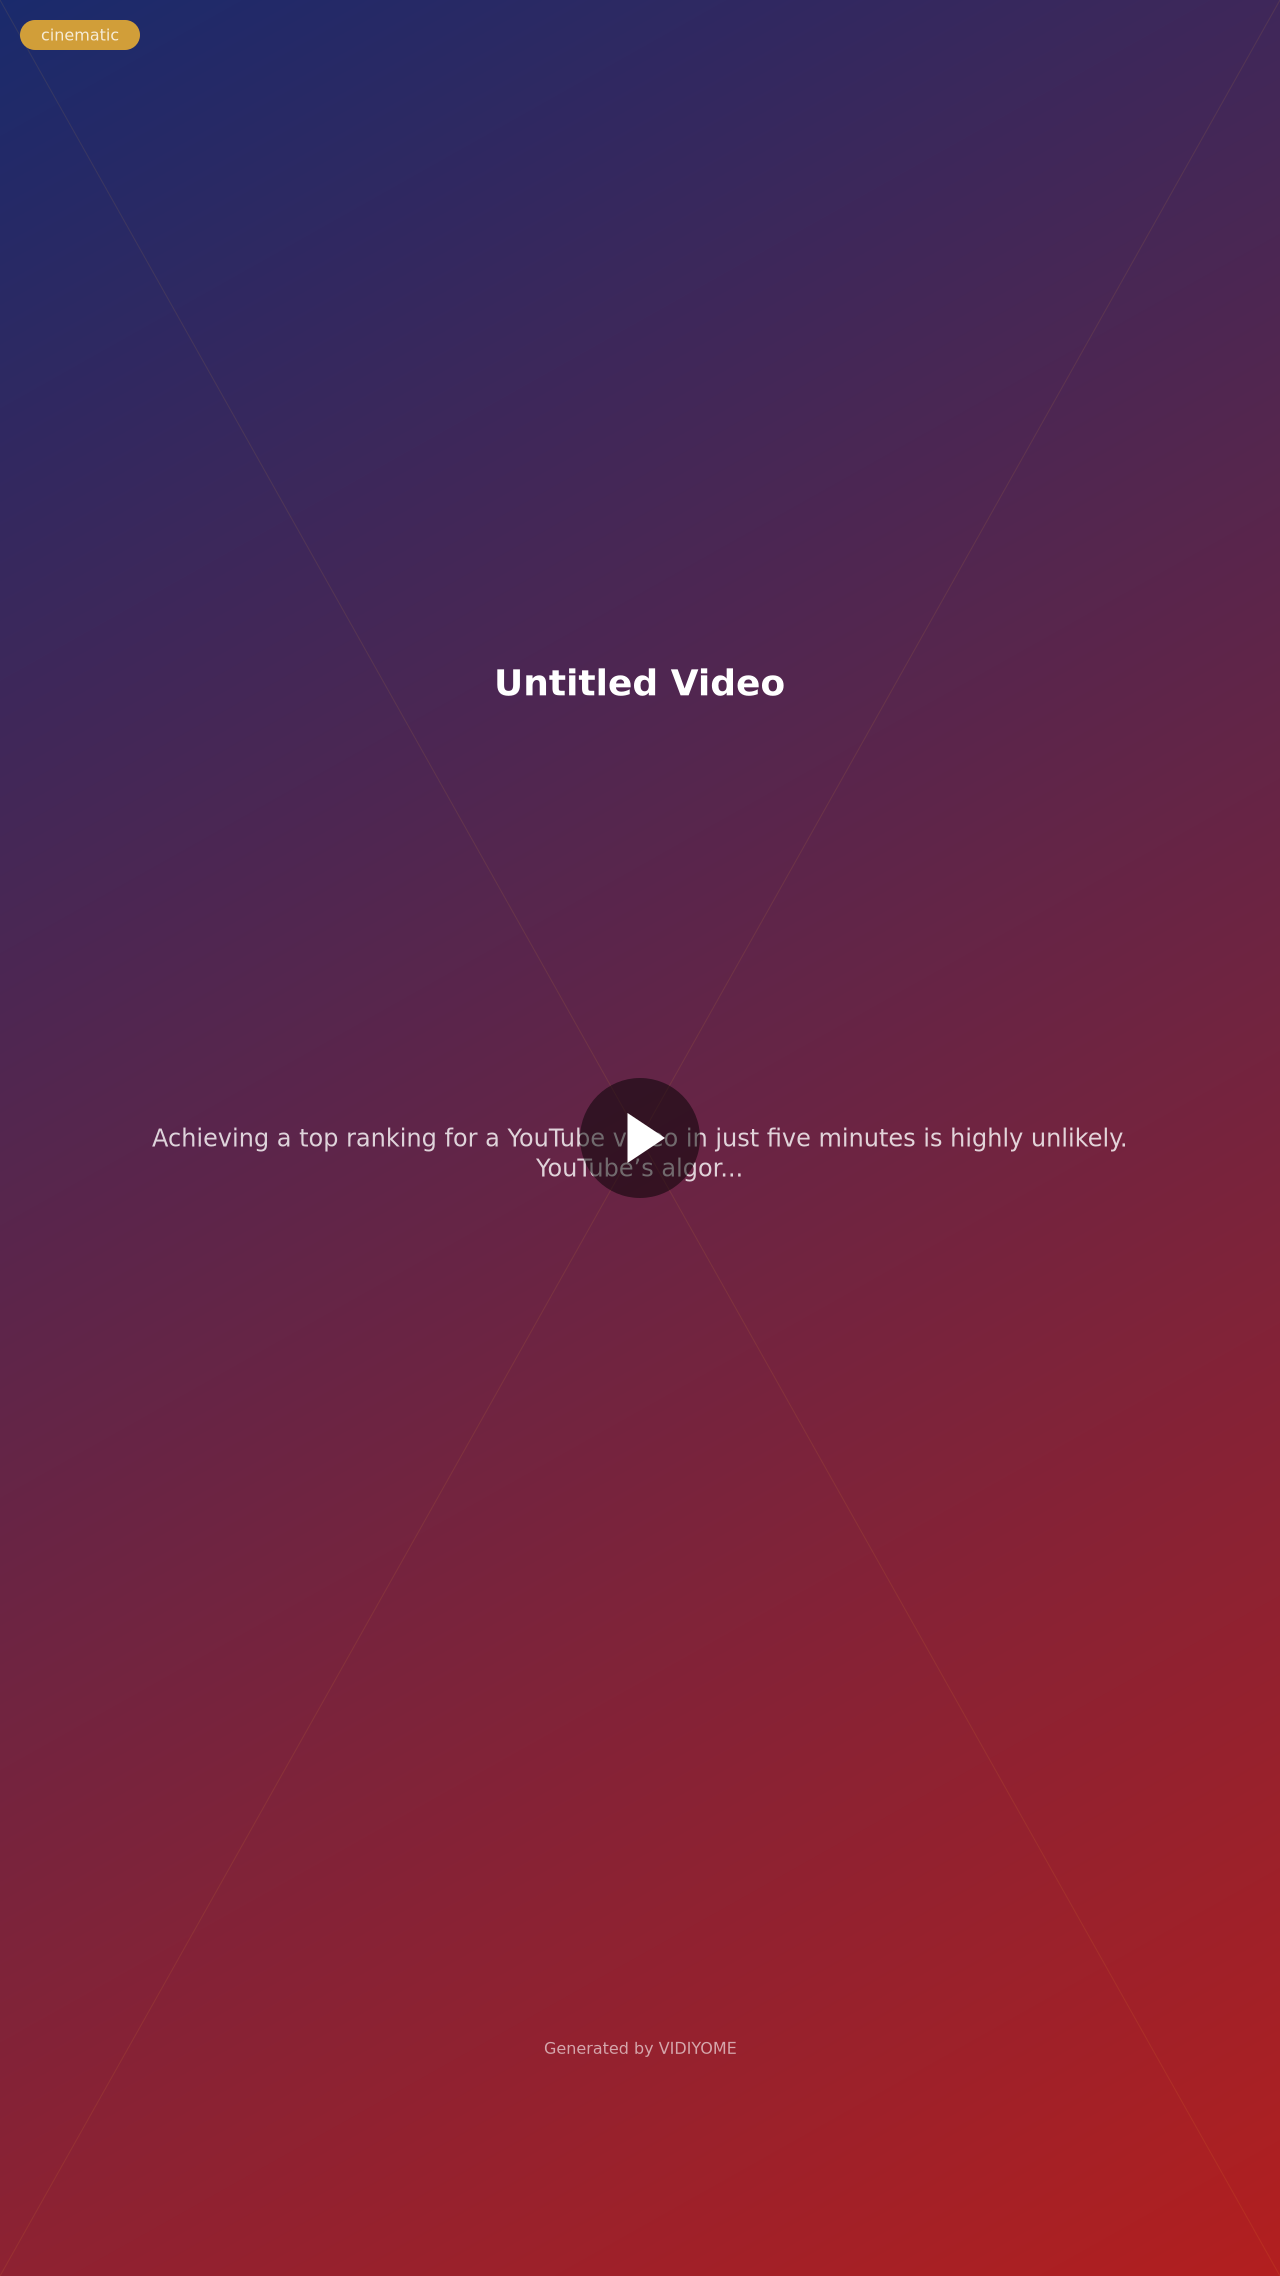 cinematic
Untitled Video
Achieving a top ranking for a YouTube video in just five minutes is highly unlikely.
YouTube’s algor...
Generated by VIDIYOME